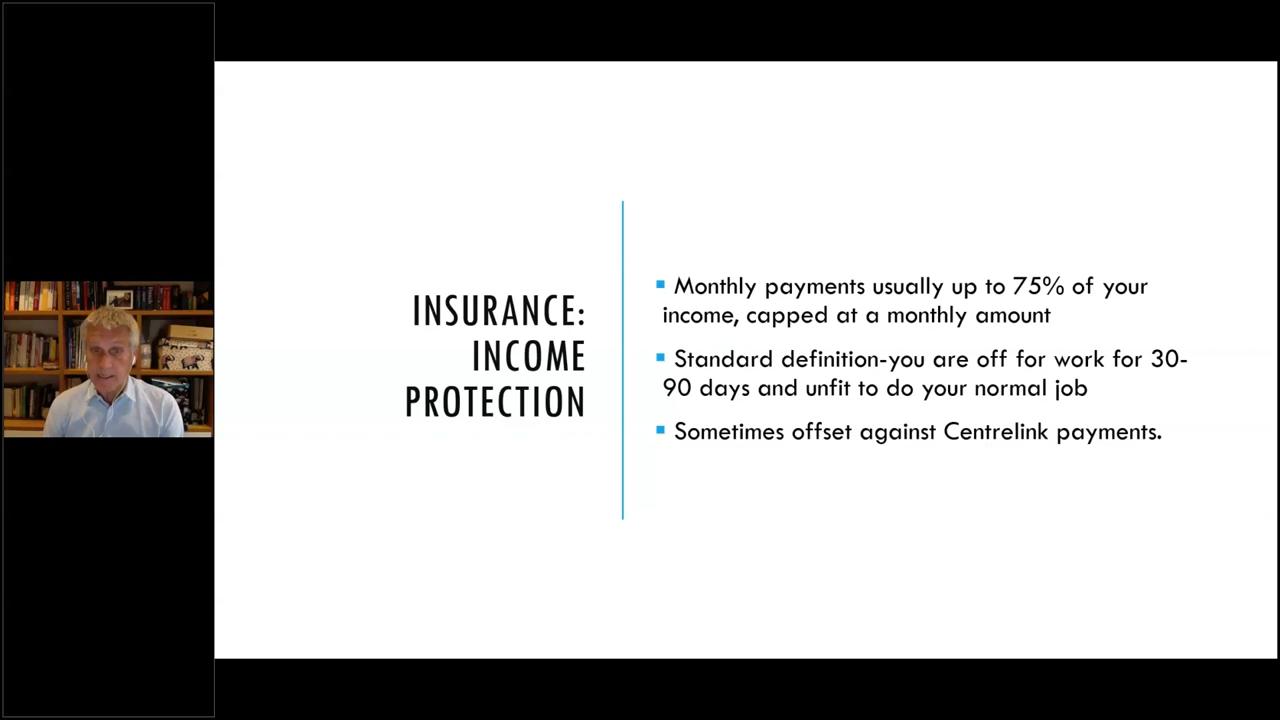 INSURANCE:
INCOME
PROTECTION
Monthly payments usually up to 75% of your
income, capped at a monthly amount
Standard definition-you are off for work for 30-
90 days and unfit to do your normal job
Sometimes offset against Centrelink payments.